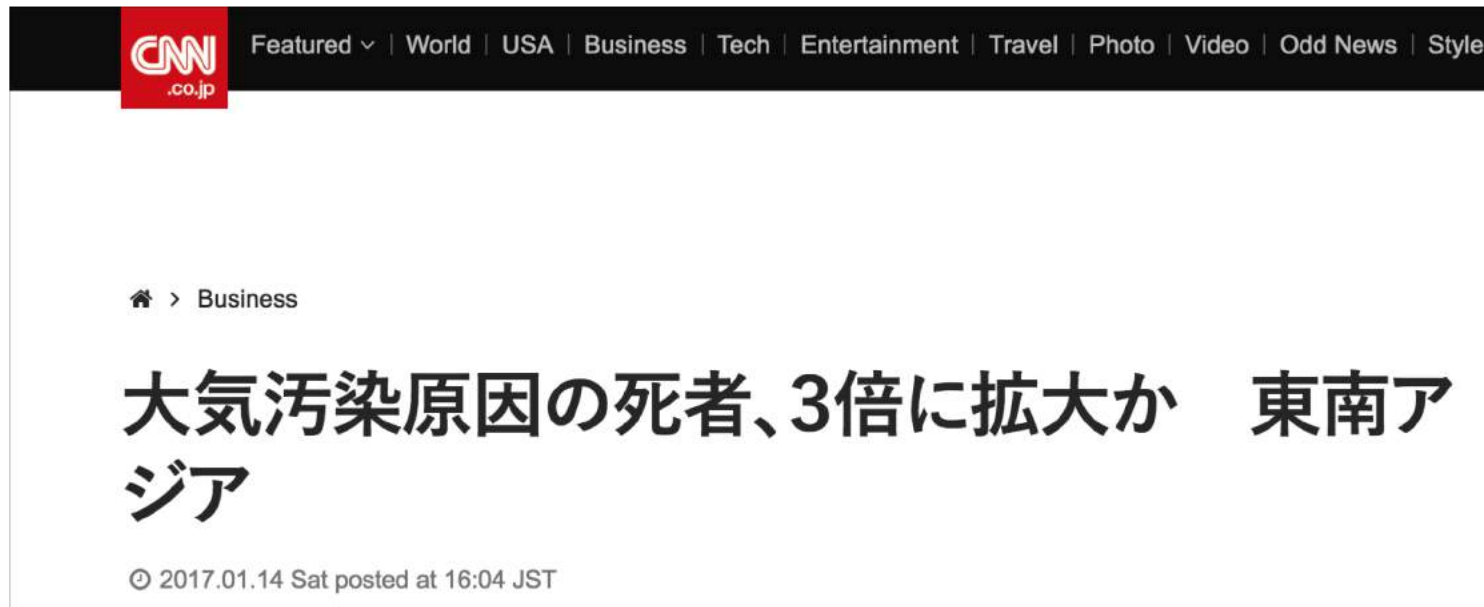 CNN
.co.jp
Featured | World | USA | Business | Tech | Entertainment | Travel | Photo | Video | Odd News | Style
> Business
大気汚染原因の死者、3倍に拡大か　東南ア
ジア
2017.01.14 Sat posted at 16:04 JST